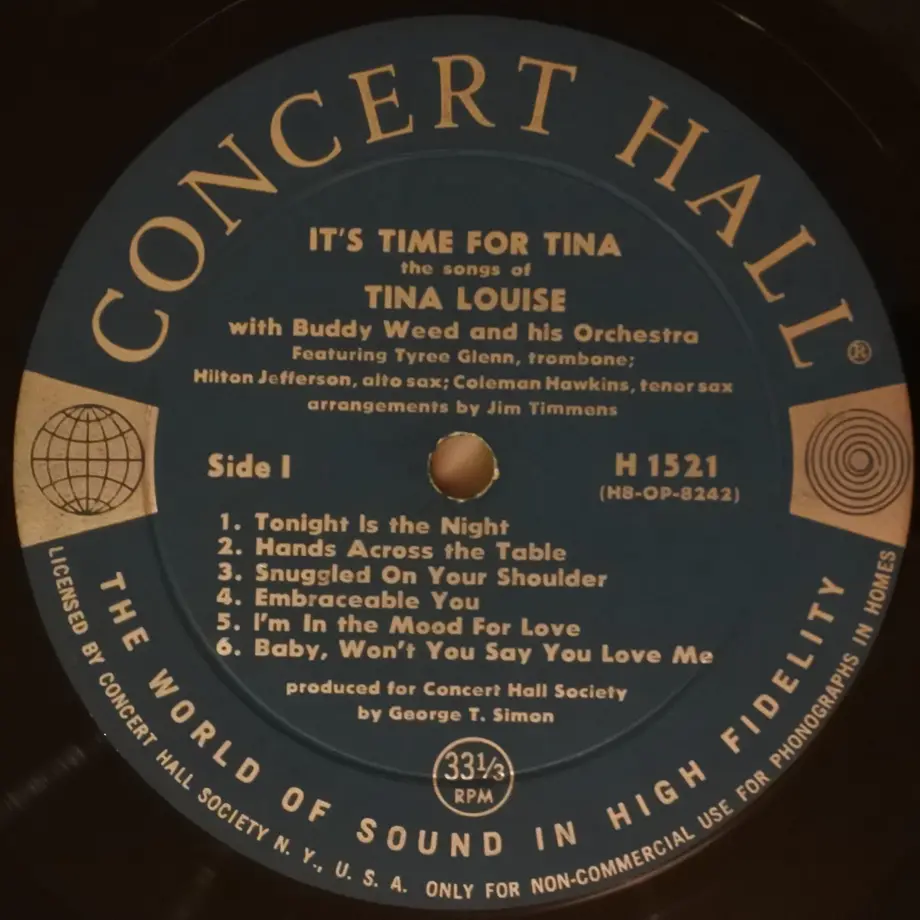 CONCERT HALL®
IT'S TIME FOR TINA
the songs of
TINA LOUISE
with Buddy Weed and his Orchestra
Featuring Tyree Glenn, trombone;
Hilton Jefferson, alto sax; Coleman Hawkins, tenor sax
arrangements by Jim Timmens
Side 1
H 1521
(H8-OP-8242)
1. Tonight Is the Night
2. Hands Across the Table
3. Snuggled On Your Shoulder
4. Embraceable You
5. I'm In the Mood For Love
6. Baby, Won't You Say You Love Me
produced for Concert Hall Society
by George T. Simon
33⅓
RPM
THE WORLD OF SOUND IN HIGH FIDELITY
LICENSED BY CONCERT HALL SOCIETY N. Y., U. S. A. ONLY FOR NON-COMMERCIAL USE FOR PHONOGRAPHS IN HOMES